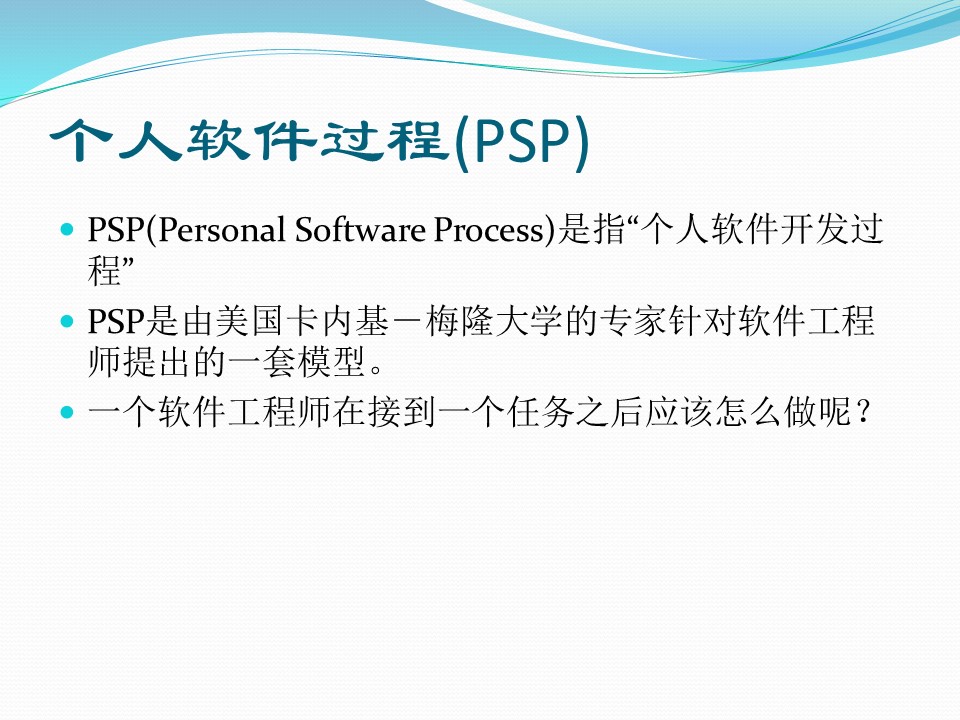 个人软件过程(PSP)
PSP(Personal Software Process)是指“个人软件开发过
程”
PSP是由美国卡内基－梅隆大学的专家针对软件工程
师提出的一套模型。
一个软件工程师在接到一个任务之后应该怎么做呢？